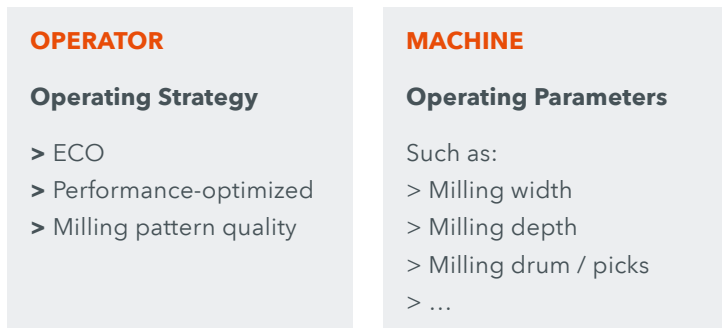 OPERATOR
Operating Strategy
> ECO
> Performance-optimized
> Milling pattern quality
MACHINE
Operating Parameters
Such as:
> Milling width
> Milling depth
> Milling drum / picks
> …